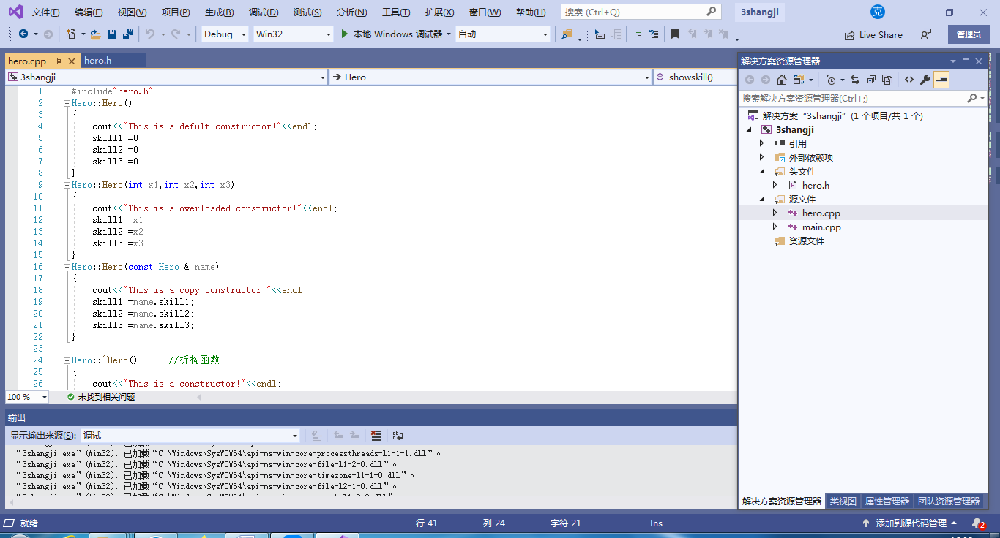 文件(F) 编辑(E) 视图(V) 项目(P) 生成(B) 调试(D) 测试(S) 分析(N) 工具(T) 扩展(X) 窗口(W) 帮助(H) 搜索 (Ctrl+Q) 3shangji 克
Debug Win32 本地 Windows 调试器 自动 Live Share 管理员
hero.cpp hero.h
3shangji Hero showskill()
1 #include"hero.h"
2 Hero::Hero()
3 {
4 cout<<"This is a defult constructor!"<<endl;
5 skill1 =0;
6 skill2 =0;
7 skill3 =0;
8 }
9 Hero::Hero(int x1,int x2,int x3)
10 {
11 cout<<"This is a overloaded constructor!"<<endl;
12 skill1 =x1;
13 skill2 =x2;
14 skill3 =x3;
15 }
16 Hero::Hero(const Hero & name)
17 {
18 cout<<"This is a copy constructor!"<<endl;
19 skill1 =name.skill1;
20 skill2 =name.skill2;
21 skill3 =name.skill3;
22 }
23
24 Hero::~Hero() //析构函数
25 {
26 cout<<"This is a constructor!"<<endl;
100 % 未找到相关问题
输出
显示输出来源(S): 调试
“3shangji.exe”(Win32): 已加载“C:\Windows\SysWOW64\api-ms-win-core-processthreads-l1-1-1.dll”。
“3shangji.exe”(Win32): 已加载“C:\Windows\SysWOW64\api-ms-win-core-file-l1-2-0.dll”。
“3shangji.exe”(Win32): 已加载“C:\Windows\SysWOW64\api-ms-win-core-timezone-l1-1-0.dll”。
“3shangji.exe”(Win32): 已加载“C:\Windows\SysWOW64\api-ms-win-core-file-l2-1-0.dll”。
解决方案资源管理器
搜索解决方案资源管理器(Ctrl+;)
解决方案“3shangji”(1 个项目/共 1 个)
3shangji
引用
外部依赖项
头文件
hero.h
源文件
hero.cpp
main.cpp
资源文件
解决方案资源管理器 类视图 属性管理器 团队资源管理器
就绪 行 41 列 24 字符 21 Ins 添加到源代码管理 2